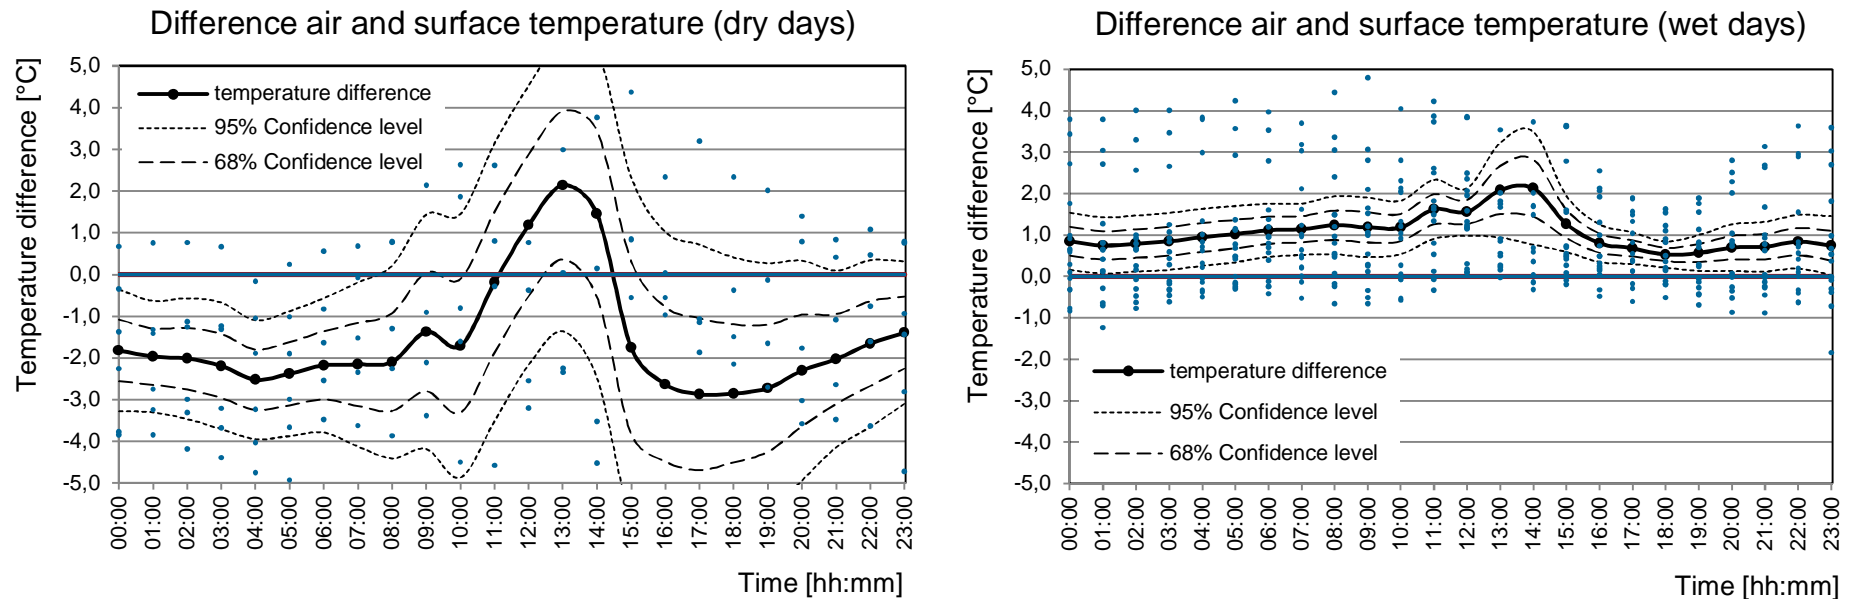 Difference air and surface temperature (dry days)
Temperature difference [°C]
5,0
4,0
3,0
2,0
1,0
0,0
-1,0
-2,0
-3,0
-4,0
-5,0
temperature difference
95% Confidence level
68% Confidence level
00:00 01:00 02:00 03:00 04:00 05:00 06:00 07:00 08:00 09:00 10:00 11:00 12:00 13:00 14:00 15:00 16:00 17:00 18:00 19:00 20:00 21:00 22:00 23:00
Time [hh:mm]
Difference air and surface temperature (wet days)
Temperature difference [°C]
5,0
4,0
3,0
2,0
1,0
0,0
-1,0
-2,0
-3,0
-4,0
-5,0
temperature difference
95% Confidence level
68% Confidence level
00:00 01:00 02:00 03:00 04:00 05:00 06:00 07:00 08:00 09:00 10:00 11:00 12:00 13:00 14:00 15:00 16:00 17:00 18:00 19:00 20:00 21:00 22:00 23:00
Time [hh:mm]